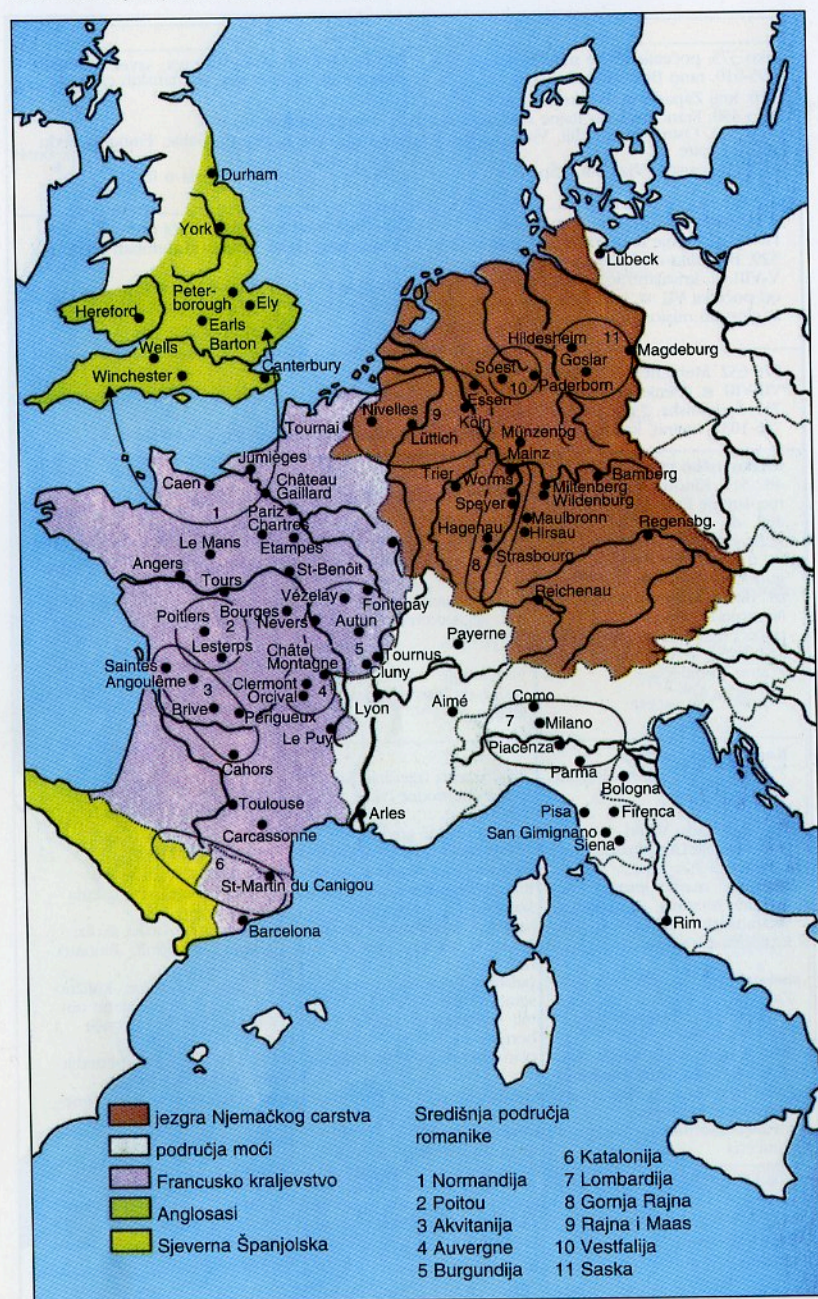 Durham
York
Peter-
borough
Ely
Hereford
Earls
Barton
Wells
Winchester
Canterbury
Lübeck
Hildesheim
11
Magdeburg
Goslar
Soest
10
Paderborn
Essen
Nivelles
9
Köln
Tournai
Lüttich
Münzenbg
Mainz
Jumièges
Trier
Worms
Bamberg
Caen
Château
Gaillard
Miltenberg
Wildenburg
Speyer
1
Pariz
Chartres
Hagenau
Maulbronn
Hirsau
Regensbg.
Le Mans
Etampes
Strasbourg
8
Angers
St-Benôit
Tours
Vézelay
Fontenay
Reichenau
Bourges
Poitiers
2
Nevers
Autun
5
Payerne
Lesterps
Châtel
Montagne
Tournus
Cluny
Saintes
Angoulême
3
Clermont
Orcival
4
Lyon
Aimé
Como
7
Milano
Brive
Périgueux
Le Puy
Piacenza
Parma
Cahors
Bologna
Toulouse
Arles
Pisa
Firenca
Carcassonne
San Gimignano
Siena
6
St-Martin du Canigou
Barcelona
Rim
jezgra Njemačkog carstva
područja moći
Francusko kraljevstvo
Anglosasi
Sjeverna Španjolska
Središnja područja
romanike
1 Normandija
2 Poitou
3 Akvitanija
4 Auvergne
5 Burgundija
6 Katalonija
7 Lombardija
8 Gornja Rajna
9 Rajna i Maas
10 Vestfalija
11 Saska